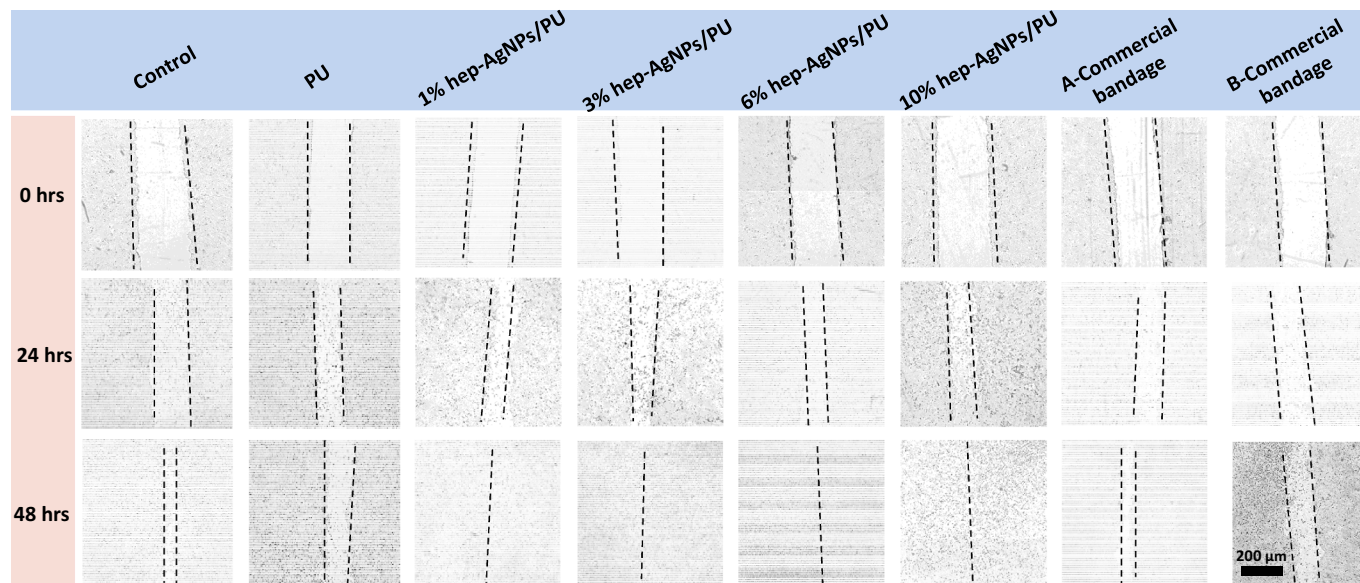 Control
PU
1% hep-AgNPs/PU
3% hep-AgNPs/PU
6% hep-AgNPs/PU
10% hep-AgNPs/PU
A-Commercial
bandage
B-Commercial
bandage
0 hrs
24 hrs
48 hrs
200 µm